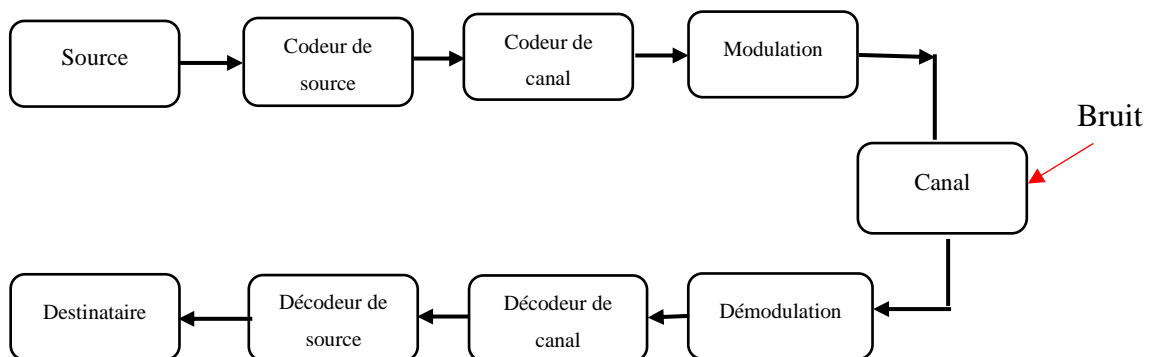 Source
Codeur de
source
Codeur de
canal
Modulation
Bruit
Canal
Destinataire
Décodeur de
source
Décodeur de
canal
Démodulation